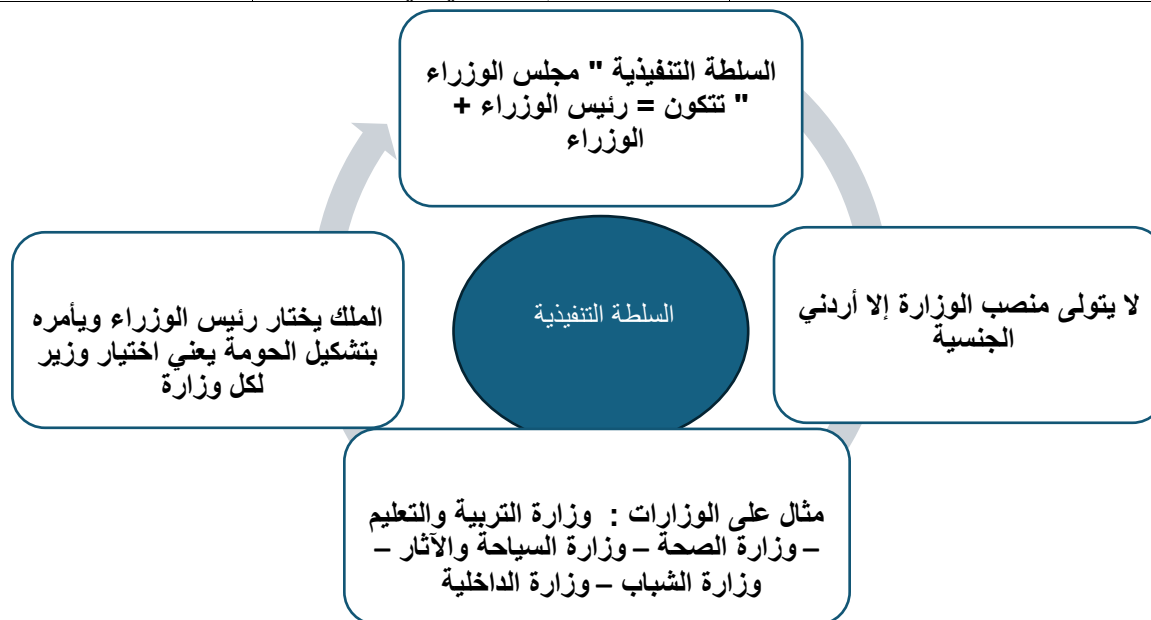 السلطة التنفيذية " مجلس الوزراء
" تتكون = رئيس الوزراء +
الوزراء
لا يتولى منصب الوزارة إلا أردني
الجنسية
السلطة التنفيذية
الملك يختار رئيس الوزراء ويأمره
بتشكيل الحومة يعني اختيار وزير
لكل وزارة
مثال على الوزارات : وزارة التربية والتعليم
– وزارة الصحة – وزارة السياحة والآثار –
وزارة الشباب – وزارة الداخلية